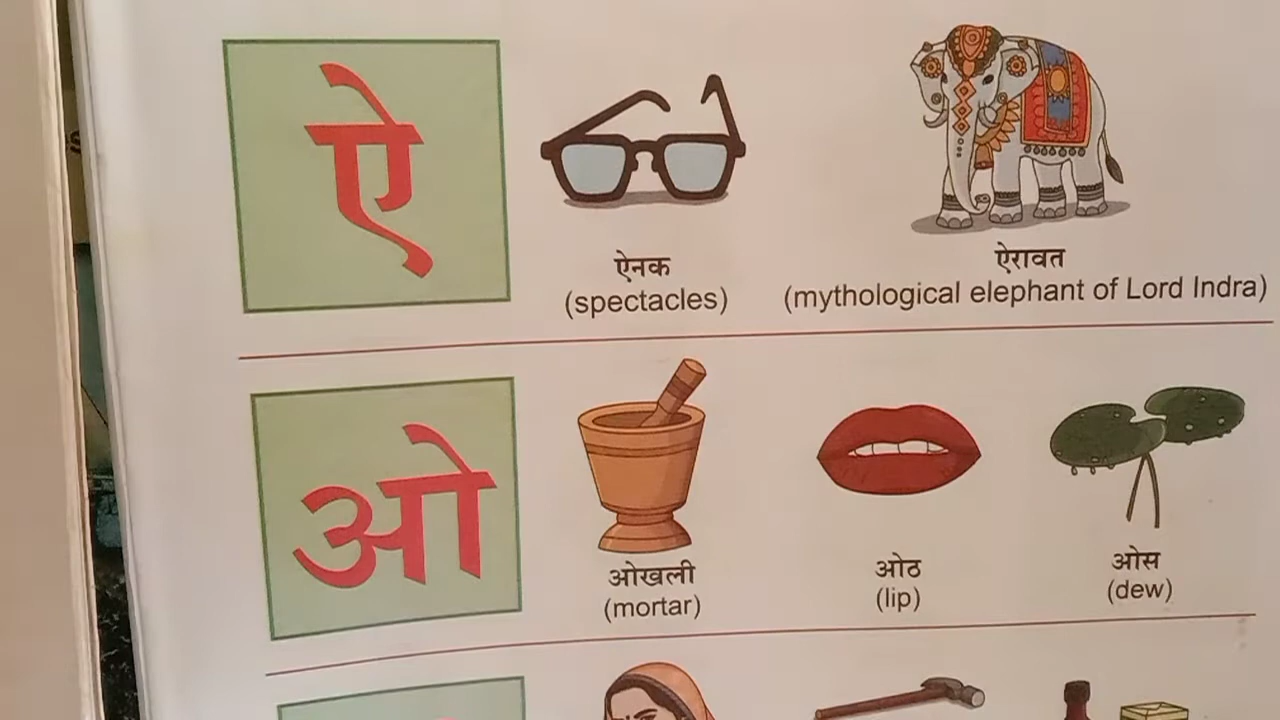 ऐ
ऐनक
(spectacles)
ऐरावत
(mythological elephant of Lord Indra)
ओ
ओखली
(mortar)
ओठ
(lip)
ओस
(dew)